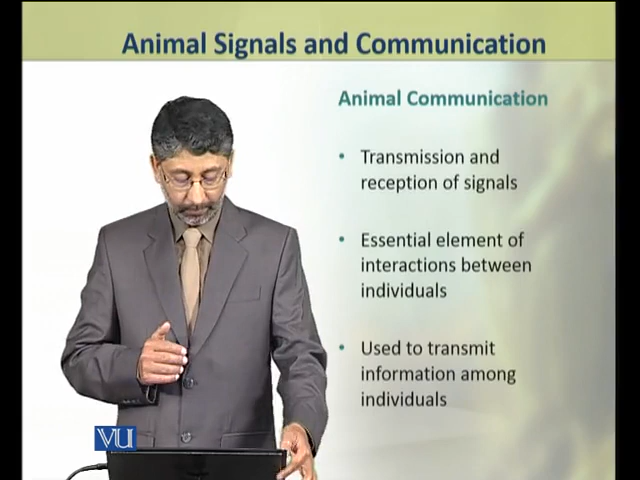 Animal Signals and Communication
Animal Communication
• Transmission and
reception of signals
• Essential element of
interactions between
individuals
• Used to transmit
information among
individuals
VU